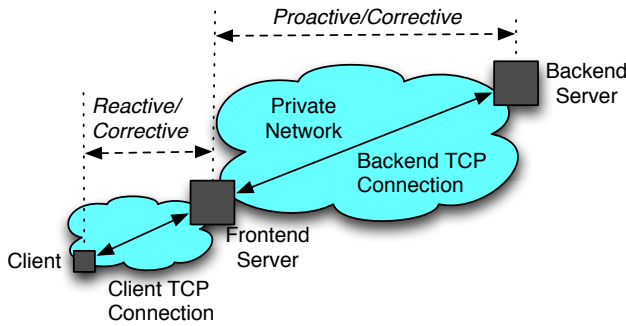 Proactive/Corrective
Backend
Server
Reactive/
Corrective
Private
Network
Backend TCP
Connection
Frontend
Server
Client
Client TCP
Connection